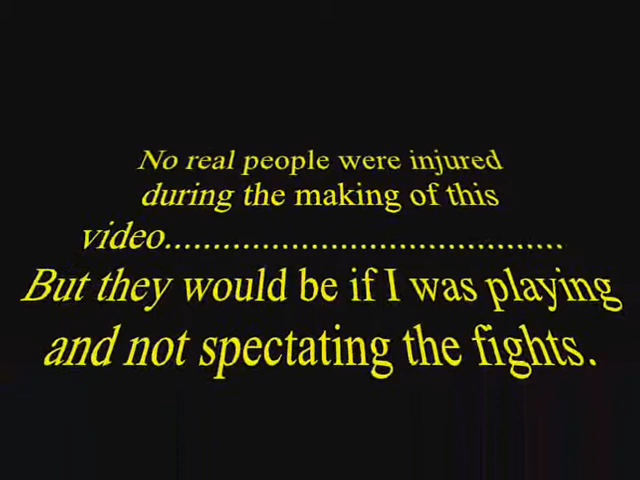 No real people were injured
during the making of this
video........................................
But they would be if I was playing
and not spectating the fights.